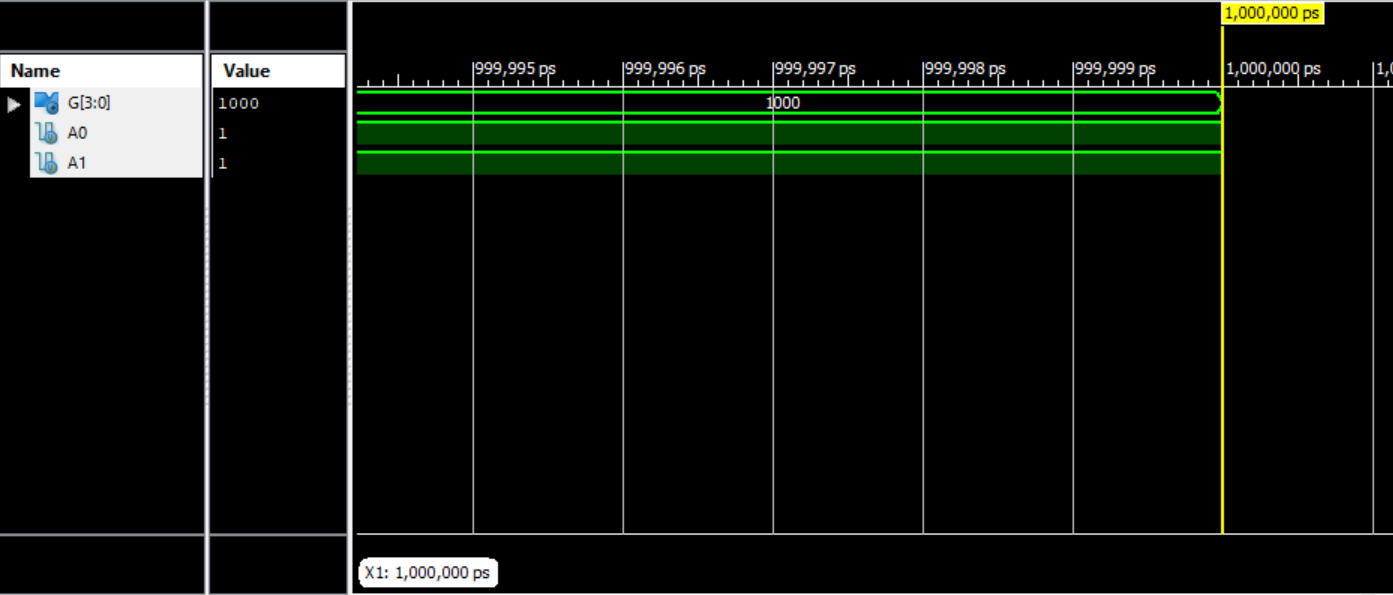 1,000,000 ps
Name Value
999,995 ps 999,996 ps 999,997 ps 999,998 ps 999,999 ps 1,000,000 ps 1,0
G[3:0] 1000 1000
A0 1
A1 1
X1: 1,000,000 ps